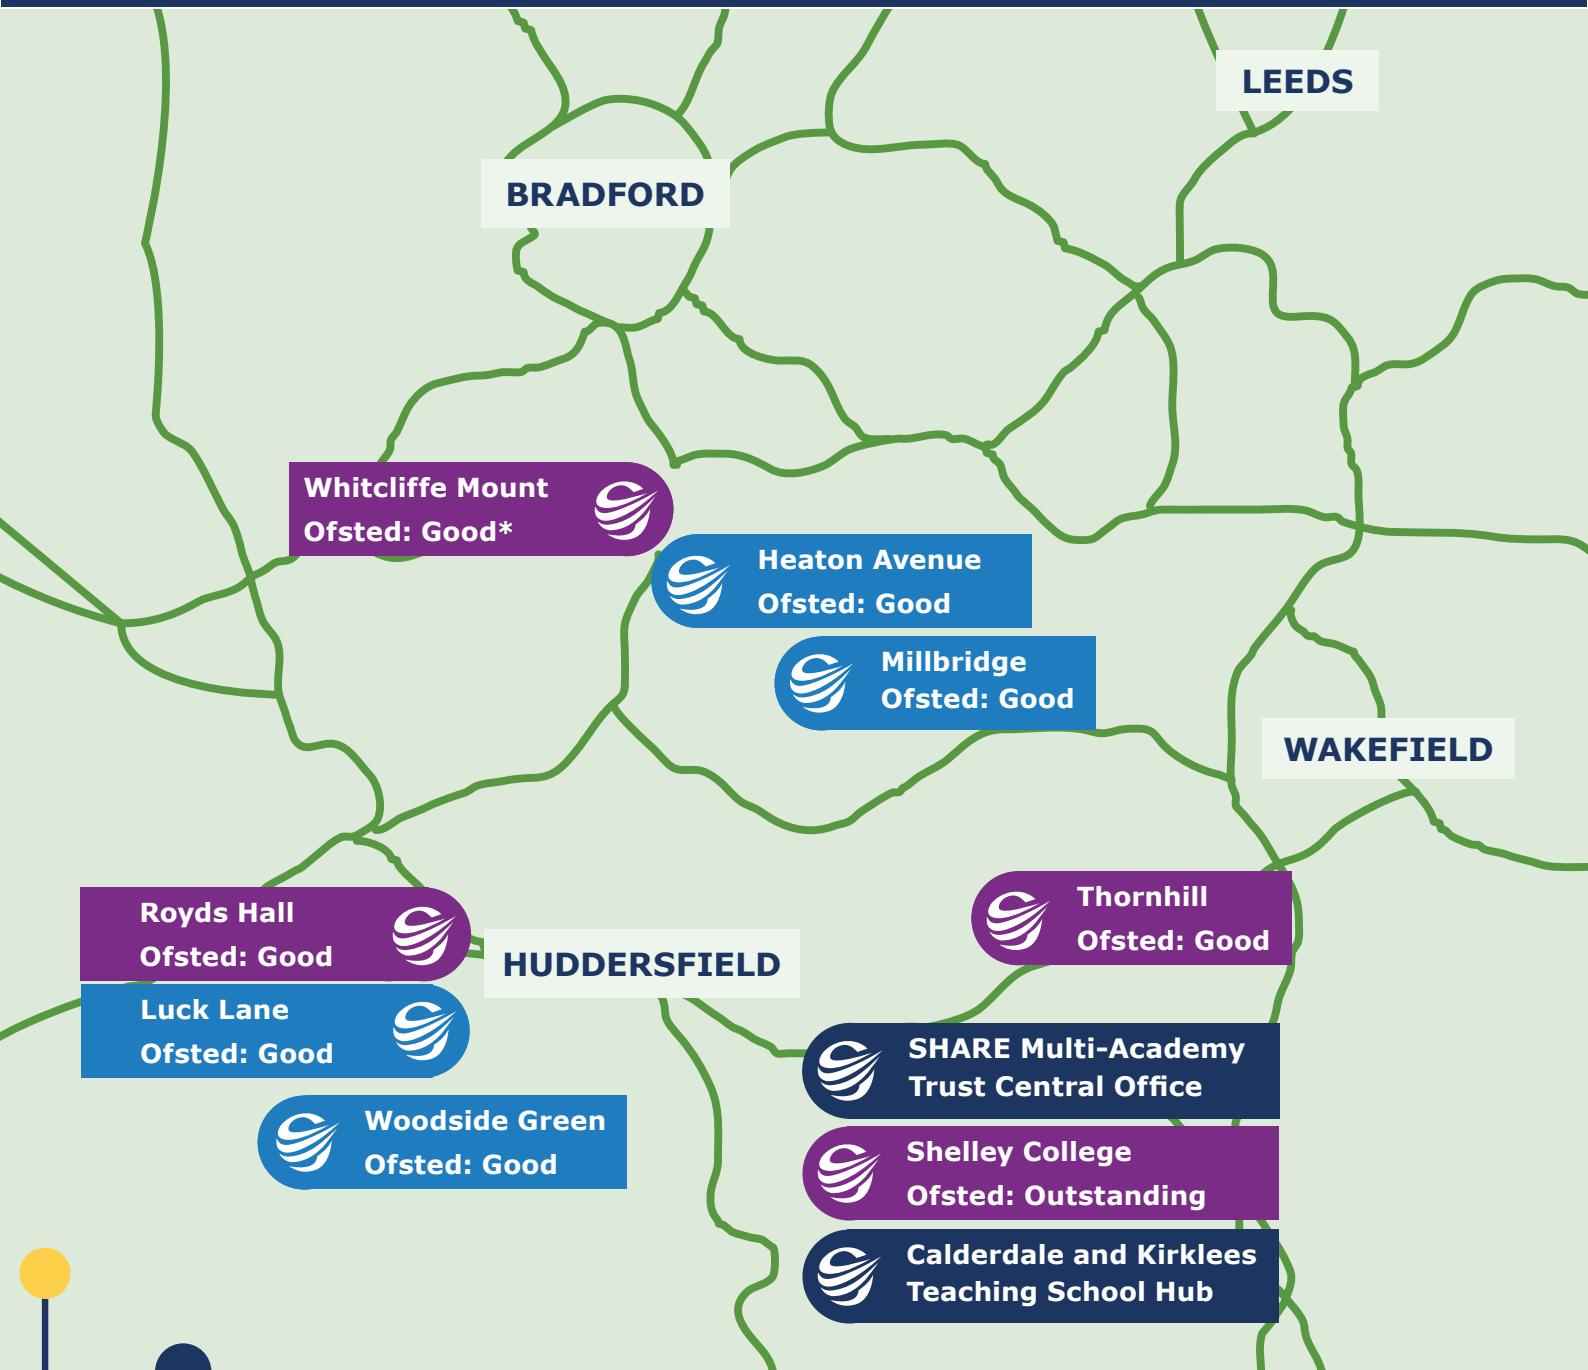 LEEDS
BRADFORD
Whitcliffe Mount
Ofsted: Good*
Heaton Avenue
Ofsted: Good
Millbridge
Ofsted: Good
WAKEFIELD
Royds Hall
Ofsted: Good
Thornhill
Ofsted: Good
HUDDERSFIELD
Luck Lane
Ofsted: Good
SHARE Multi-Academy
Trust Central Office
Woodside Green
Ofsted: Good
Shelley College
Ofsted: Outstanding
Calderdale and Kirklees
Teaching School Hub